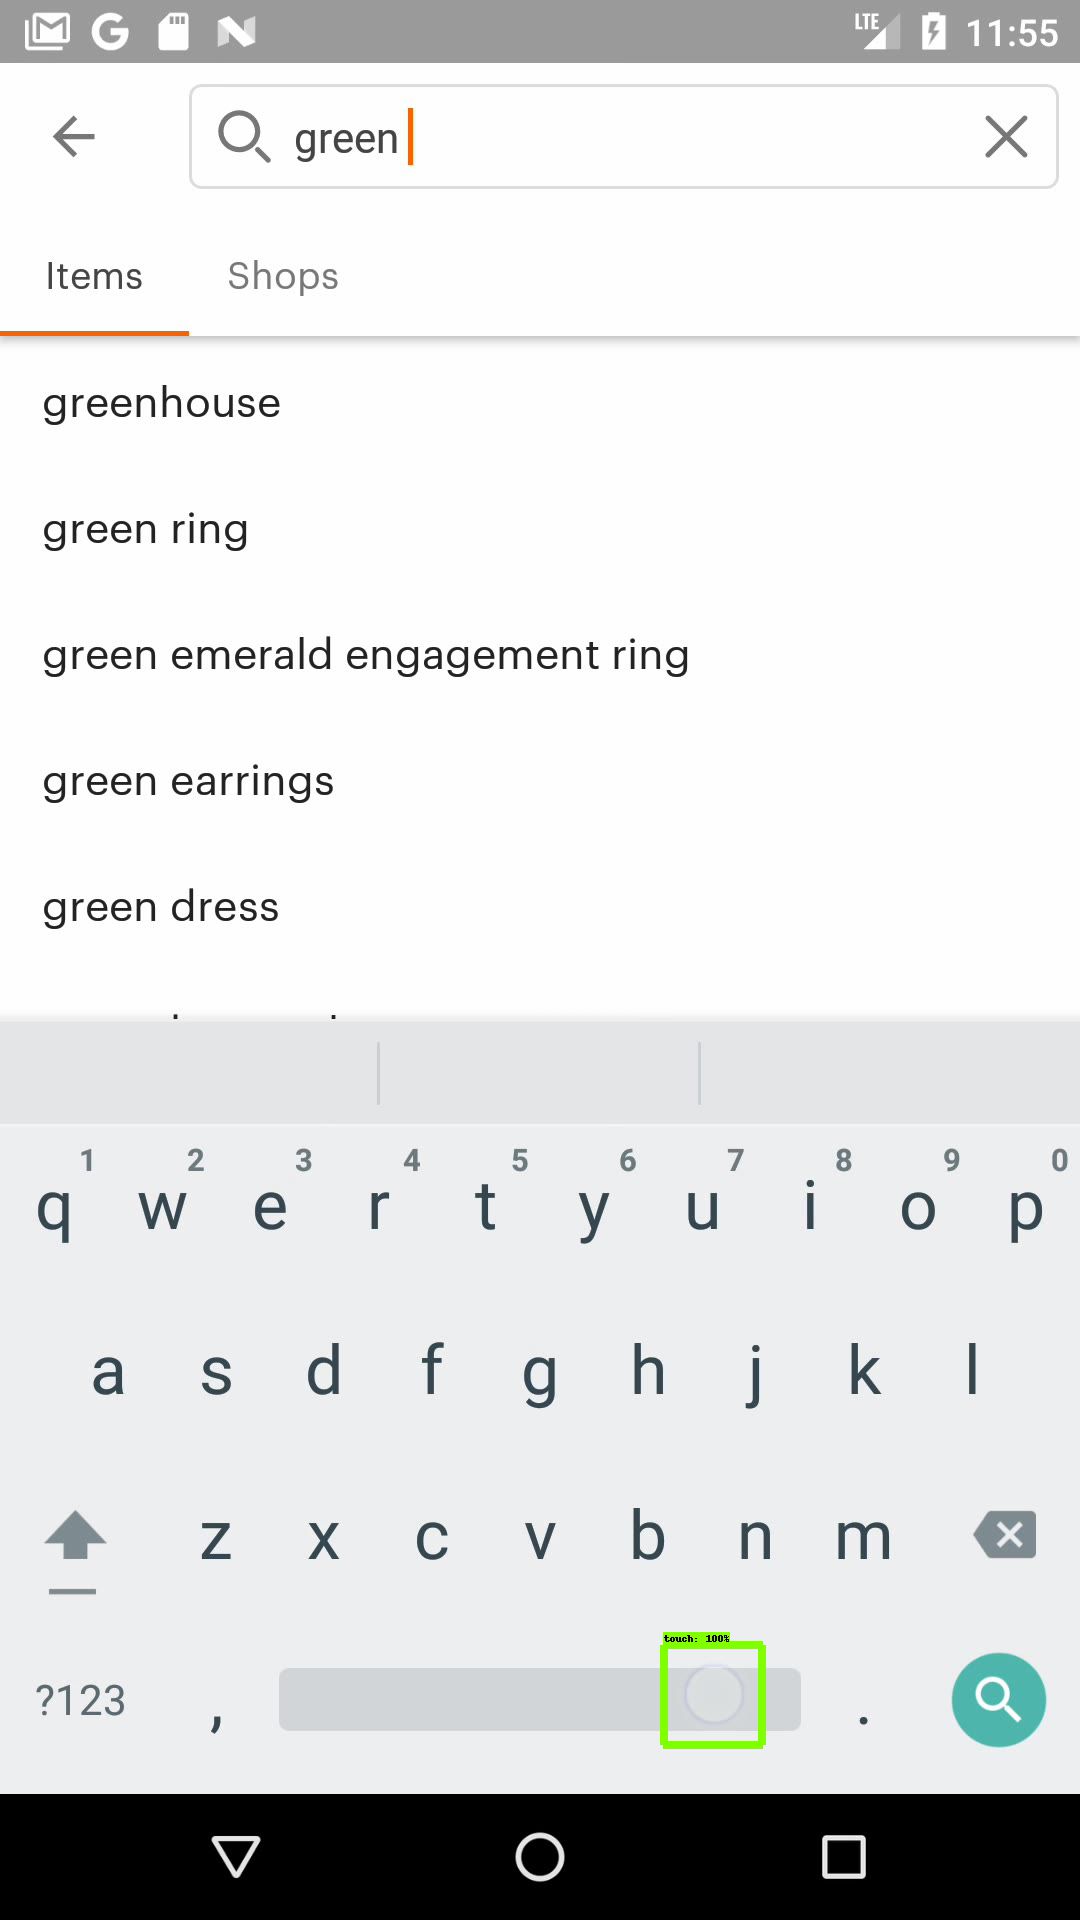 LTE 11:55
green
Items Shops
greenhouse
green ring
green emerald engagement ring
green earrings
green dress
1 2 3 4 5 6 7 8 9 0
q w e r t y u i o p
a s d f g h j k l
z x c v b n m
touch: 100%
?123 , .